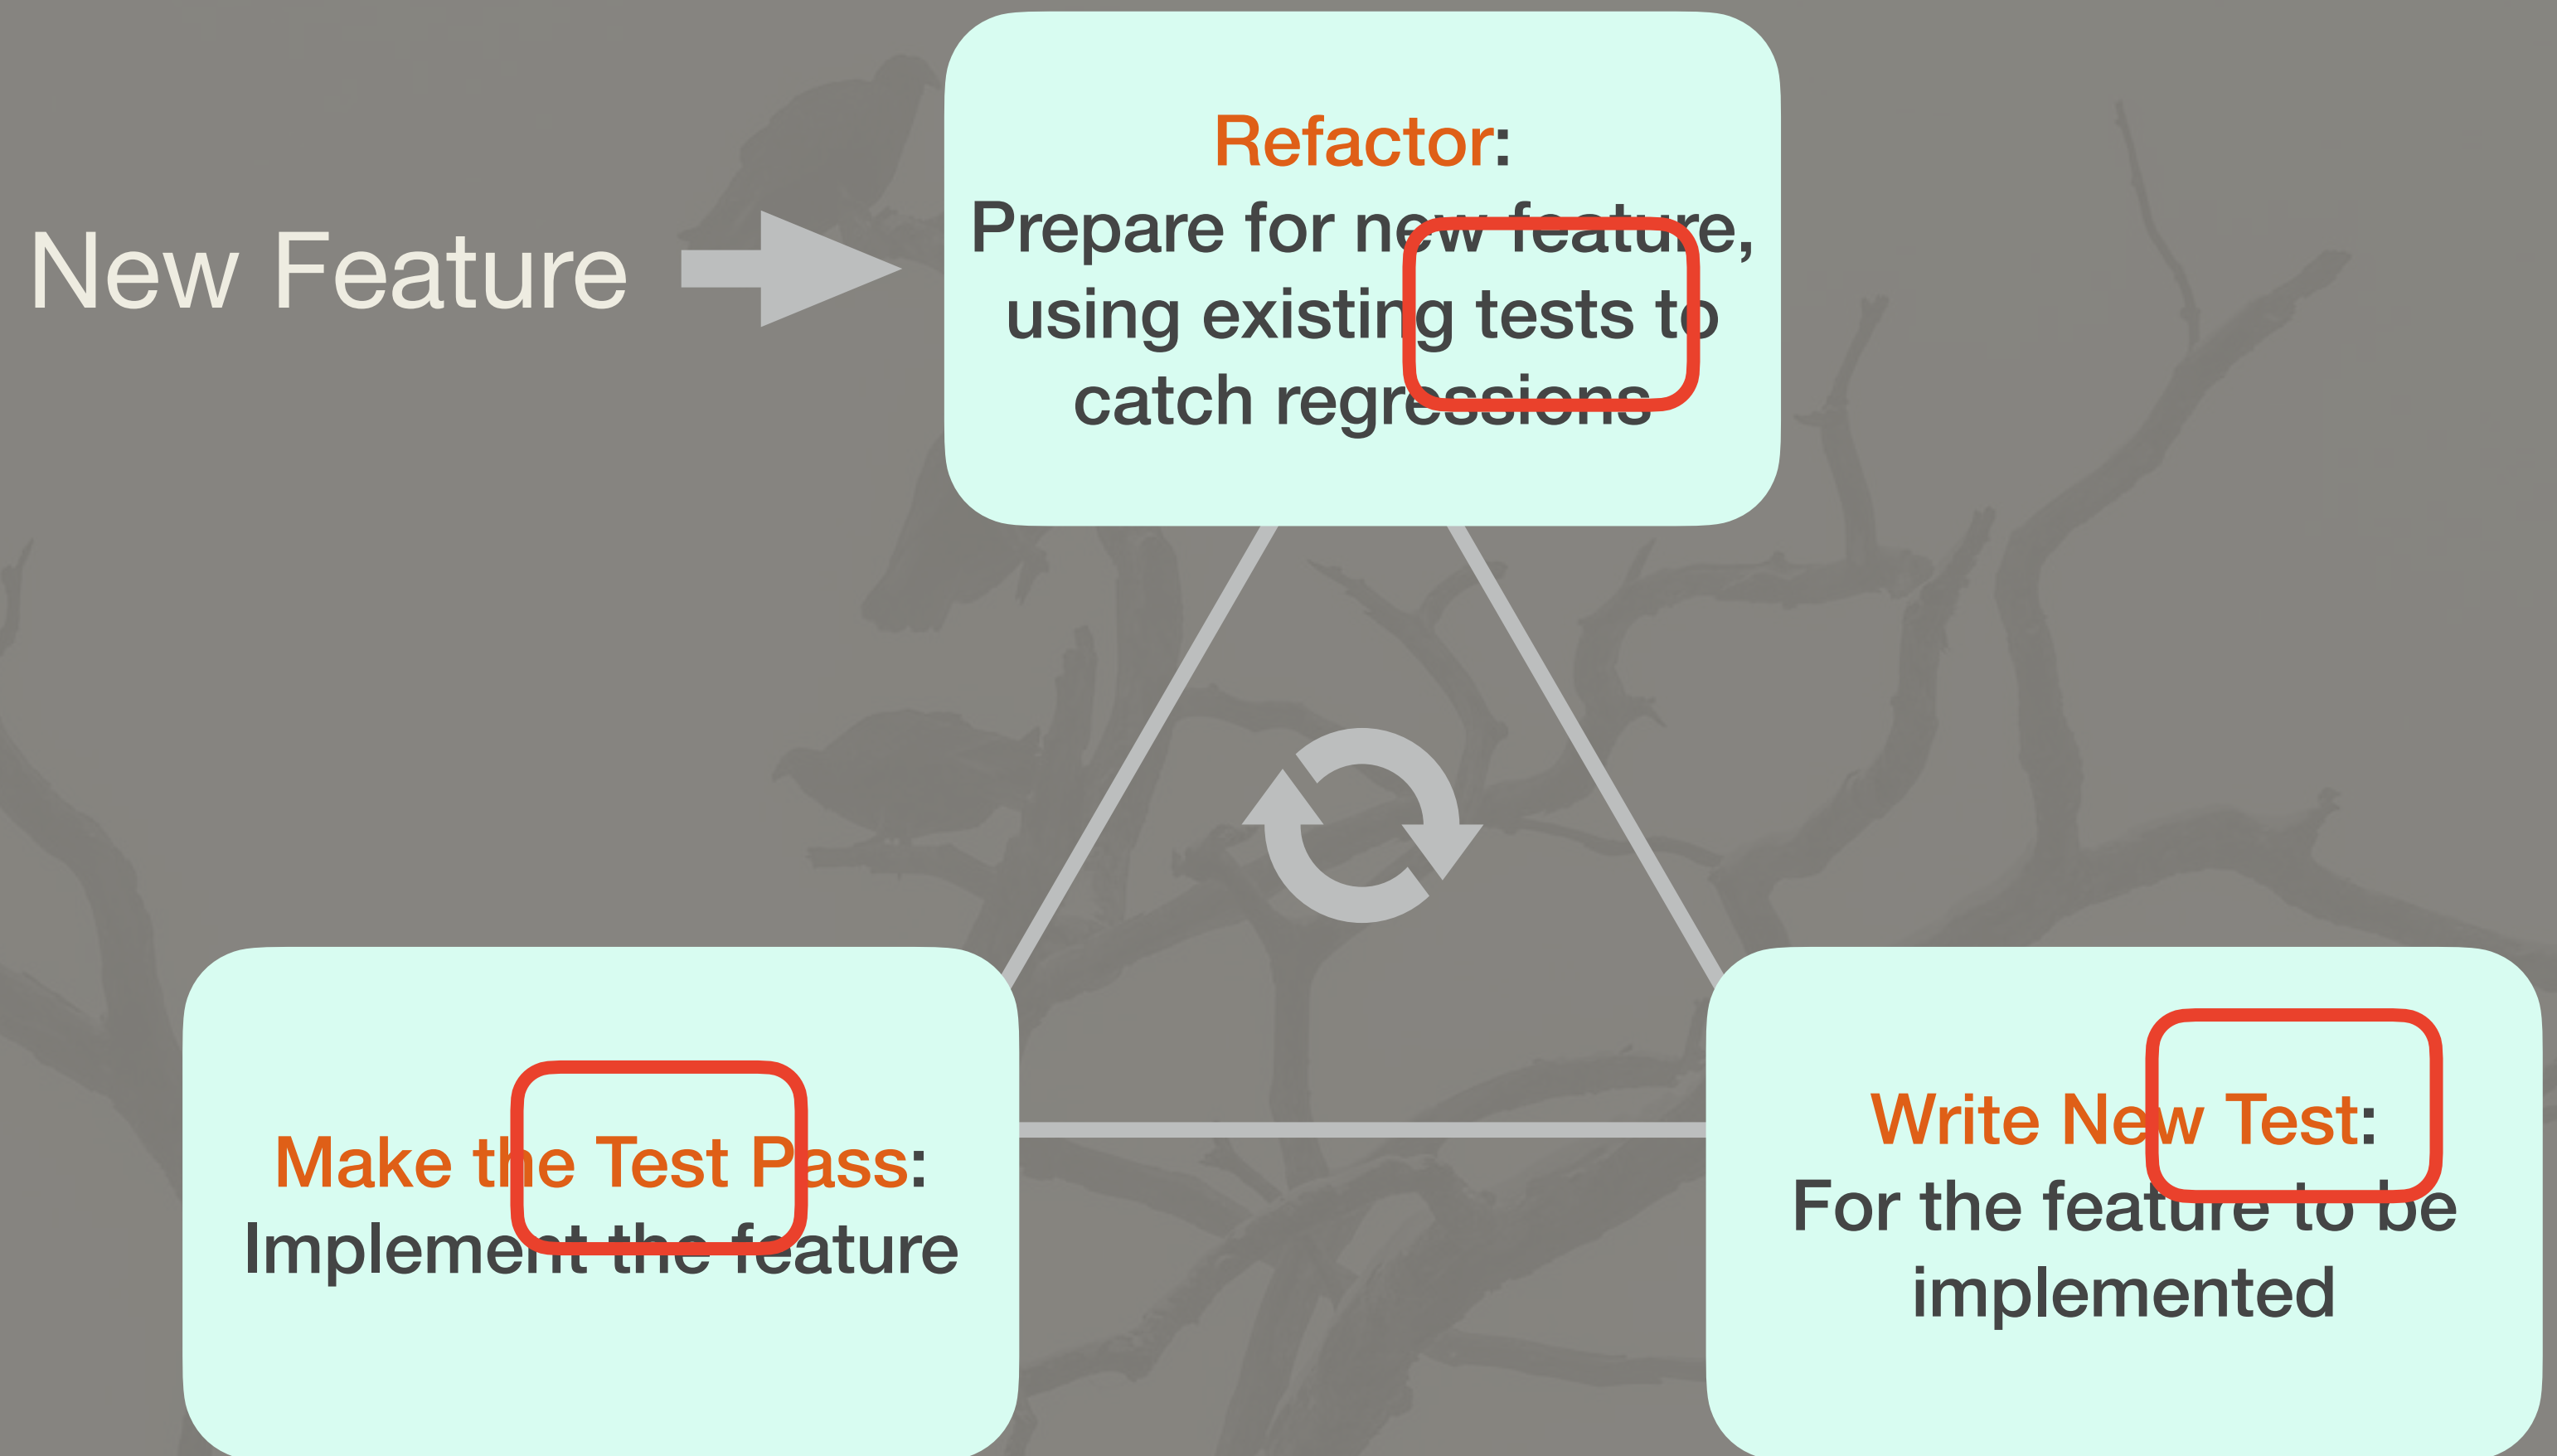 New Feature
Refactor:
Prepare for new feature,
using existing tests to
catch regressions
Make the Test Pass:
Implement the feature
Write New Test:
For the feature to be
implemented